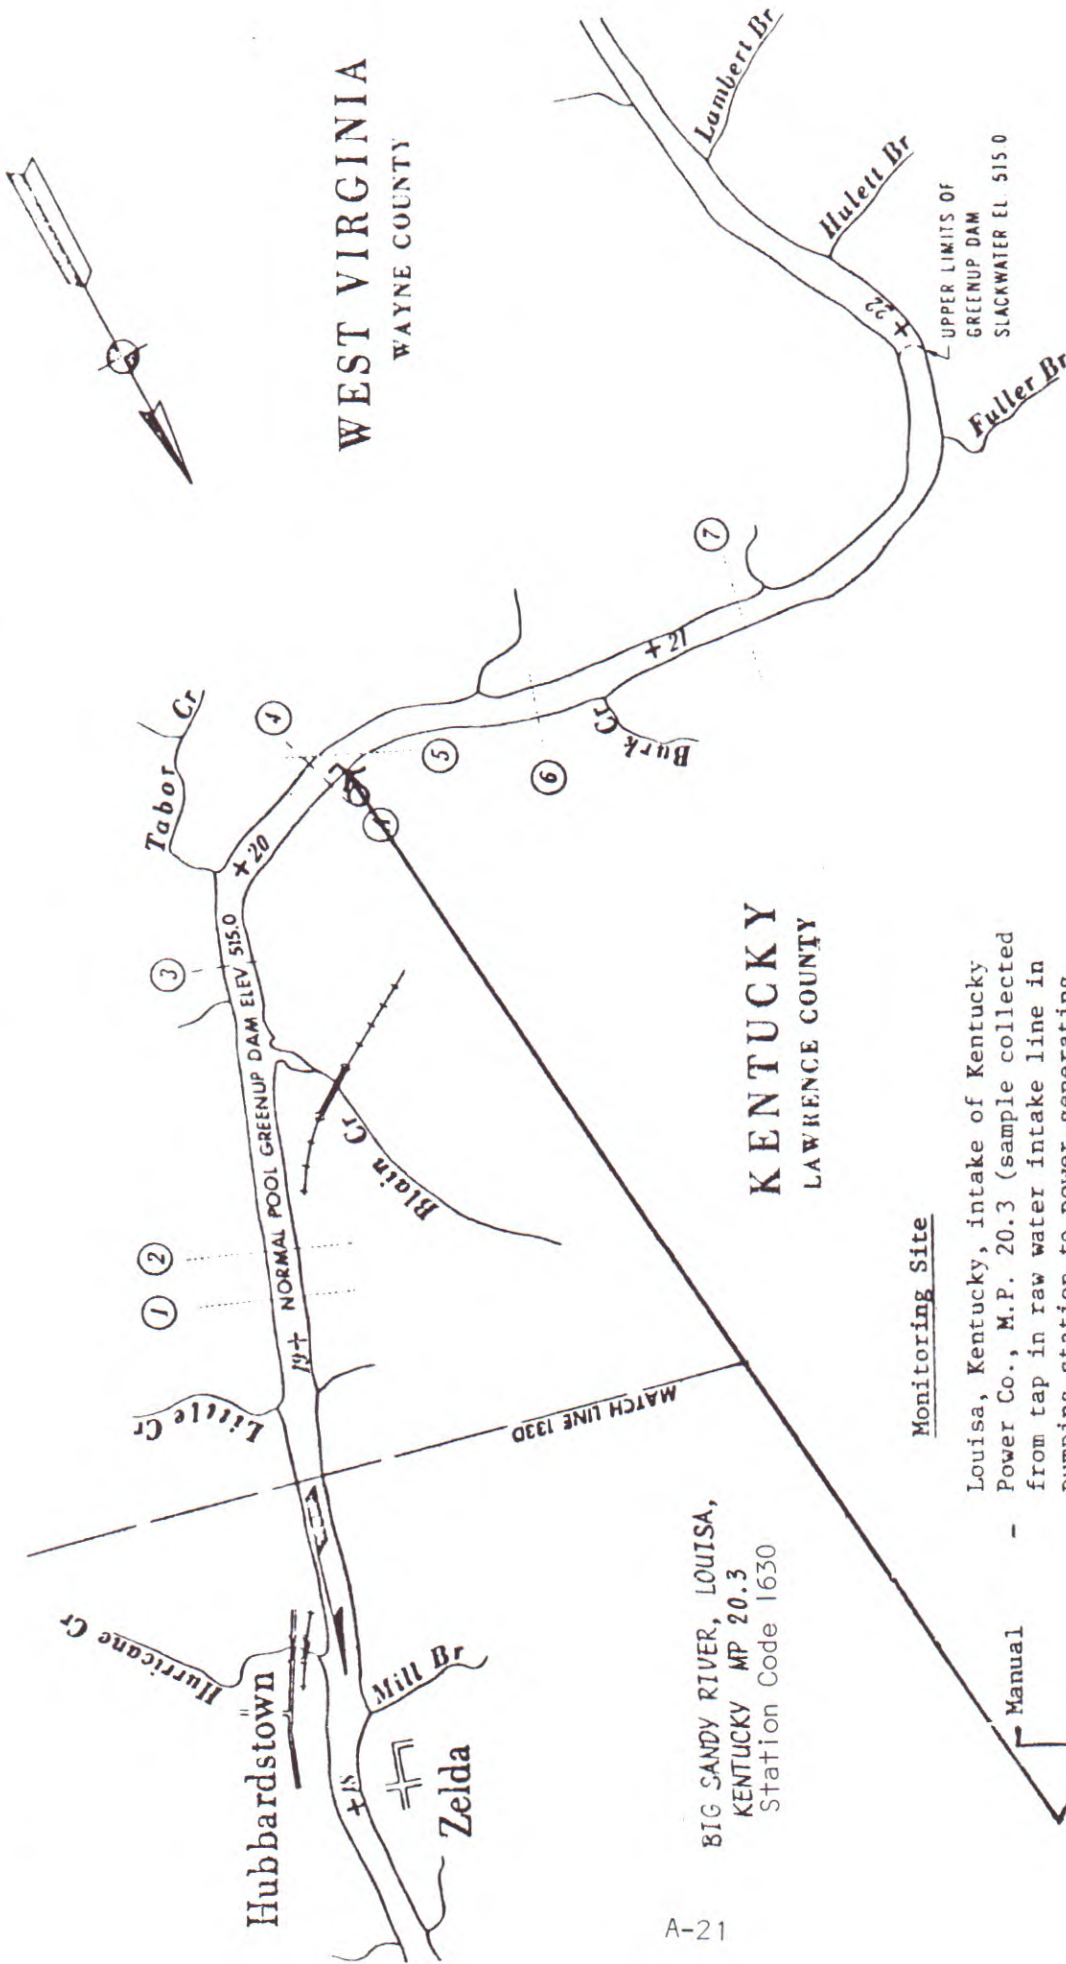 WEST VIRGINIA
WAYNE COUNTY
Lambert Br
Hulett Br
+ 22
UPPER LIMITS OF
GREENUP DAM
SLACKWATER EL. 515.0
Fuller Br
7
+ 21
6
Burk Cr
5
4
Tabor Cr
+ 20
3
NORMAL POOL GREENUP DAM ELEV 515.0
Blain Cr
2
1
19+
Little Cr
MATCH LINE 133D
Hurricane Cr
Hubbardstown
Mill Br
+18
Zelda
KENTUCKY
LAWRENCE COUNTY
BIG SANDY RIVER, LOUISA,
KENTUCKY MP 20.3
Station Code 1630
Monitoring Site
Manual
- Louisa, Kentucky, intake of Kentucky
Power Co., M.P. 20.3 (sample collected
from tap in raw water intake line in
A-21